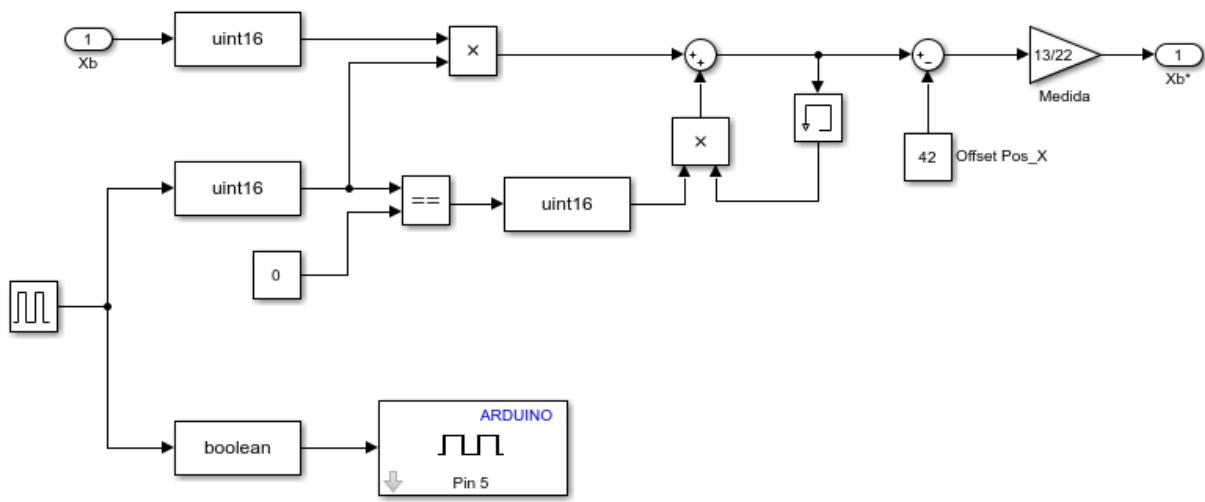 1
Xb
uint16
×
13/22
Medida
1
Xb*
×
42
Offset Pos_X
uint16
==
uint16
0
boolean
ARDUINO
Pin 5